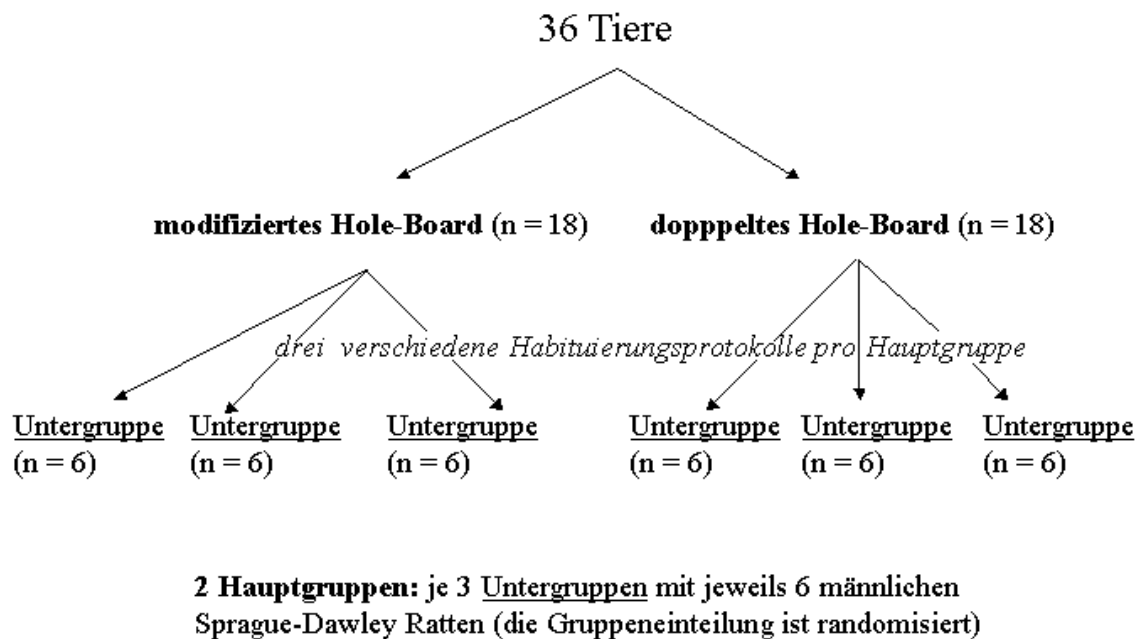 36 Tiere
modifiziertes Hole-Board (n = 18) dopppeltes Hole-Board (n = 18)
drei verschiedene Habituierungsprotokolle pro Hauptgruppe
Untergruppe Untergruppe Untergruppe Untergruppe Untergruppe Untergruppe
(n = 6) (n = 6) (n = 6) (n = 6) (n = 6) (n = 6)
2 Hauptgruppen: je 3 Untergruppen mit jeweils 6 männlichen
Sprague-Dawley Ratten (die Gruppeneinteilung ist randomisiert)